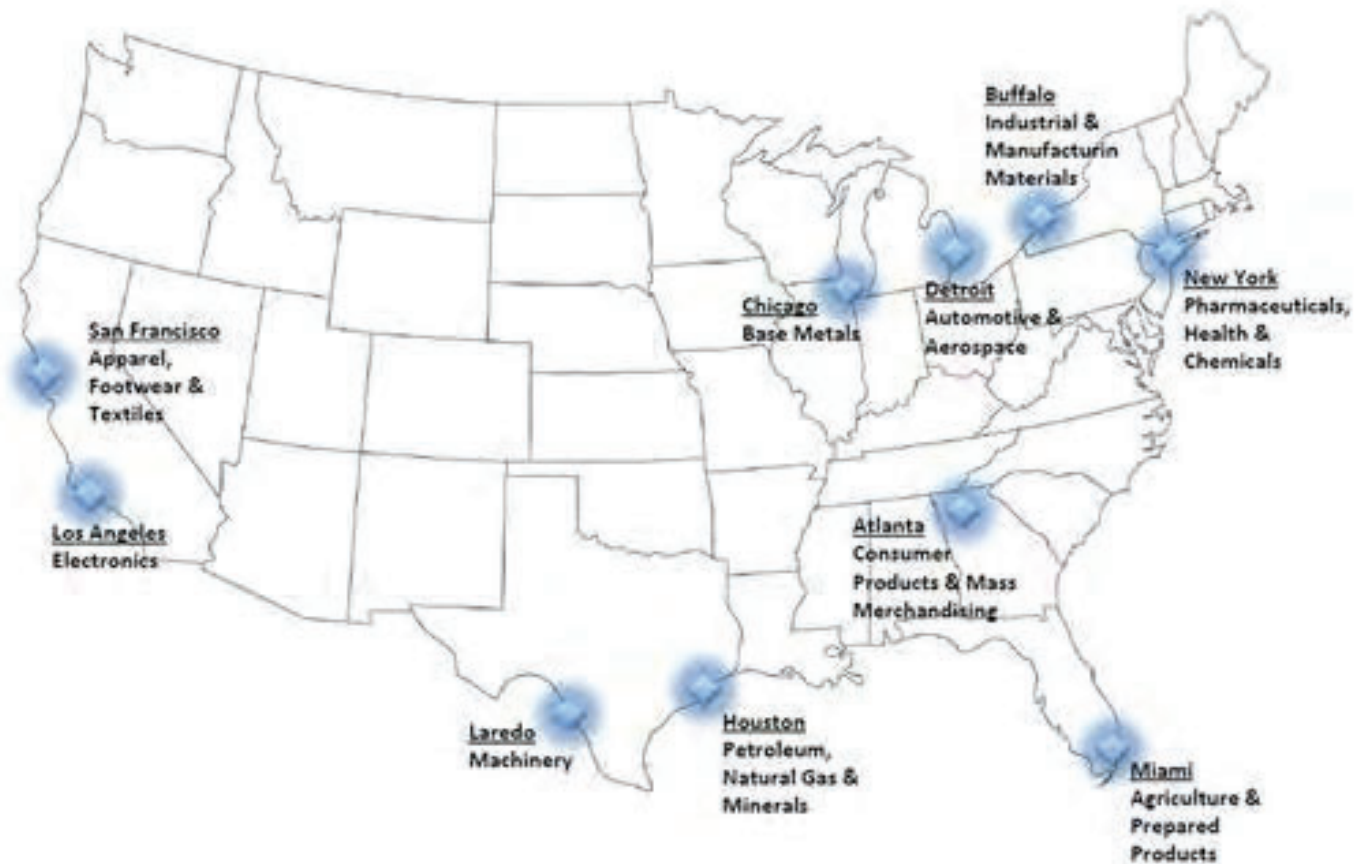 Buffalo
Industrial &
Manufacturin
Materials
New York
Pharmaceuticals,
Health &
Chemicals
Detroit
Automotive &
Aerospace
Chicago
Base Metals
San Francisco
Apparel,
Footwear &
Textiles
Los Angeles
Electronics
Atlanta
Consumer
Products & Mass
Merchandising
Laredo
Machinery
Houston
Petroleum,
Natural Gas &
Minerals
Miami
Agriculture &
Prepared
Products